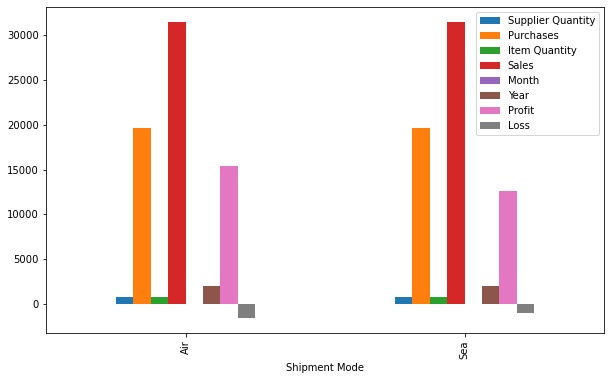 30000
25000
20000
15000
10000
5000
0
Supplier Quantity
Purchases
Item Quantity
Sales
Month
Year
Profit
Loss
Air
Sea
Shipment Mode